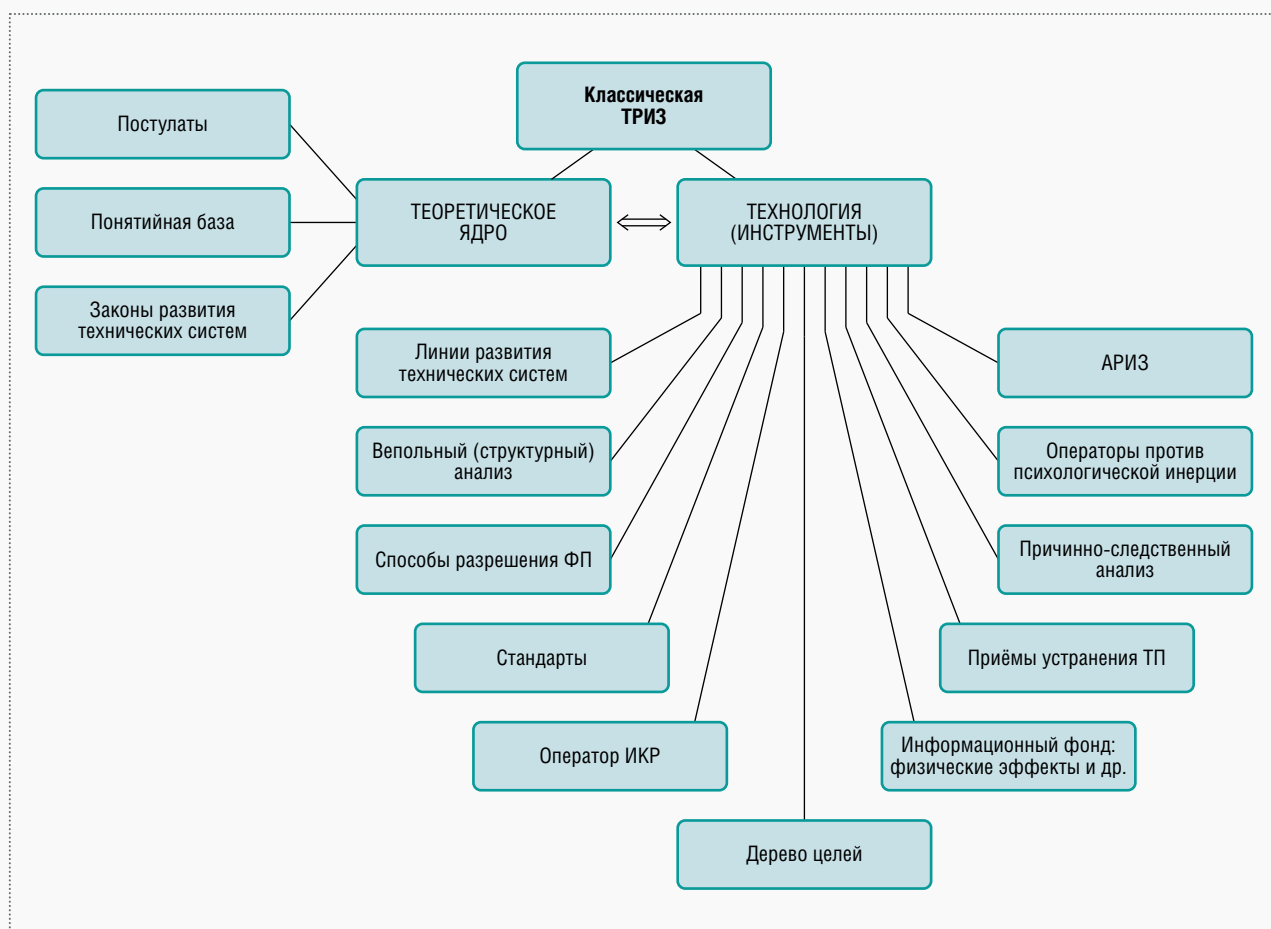 Классическая
ТРИЗ
Постулаты
Понятийная база
Законы развития
технических систем
ТЕОРЕТИЧЕСКОЕ
ЯДРО
ТЕХНОЛОГИЯ
(ИНСТРУМЕНТЫ)
Линии развития
технических систем
Вепольный (структурный)
анализ
Способы разрешения ФП
Стандарты
Оператор ИКР
Дерево целей
АРИЗ
Операторы против
психологической инерции
Причинно-следственный
анализ
Приёмы устранения ТП
Информационный фонд:
физические эффекты и др.